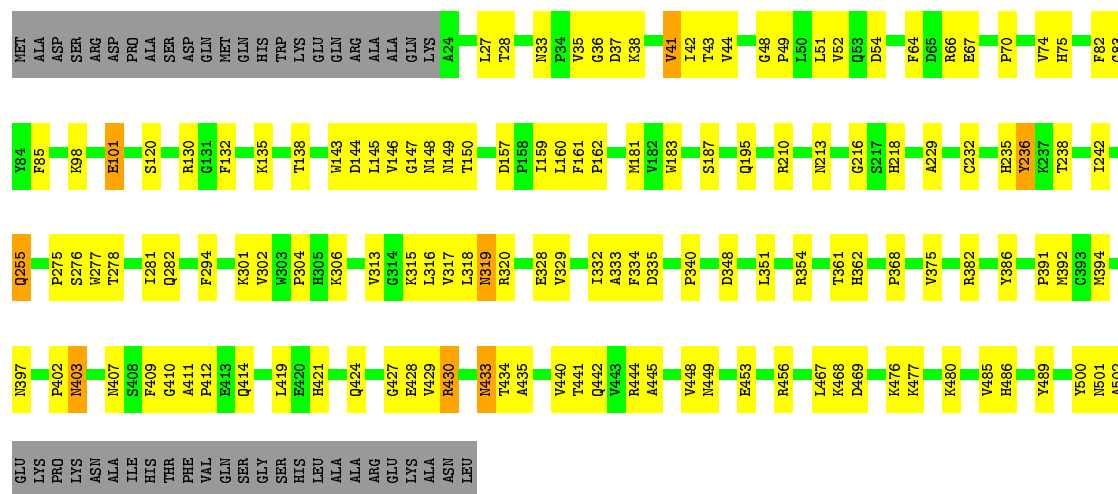 MET ALA ASP SER ARG ASP PRO ALA SER ASP GLN MET GLN HIS TRP LYS GLU GLN ARG ALA ALA GLN LYS A24 L27 T28 N33 P34 V35 G36 D37 K38 V41 I42 T43 V44 G48 P49 L50 L51 V52 Q53 D54 F64 D65 R66 E67 P70 V74 H75 F82 G83
Y84 F85 K98 E101 S120 R130 G131 F132 K135 T138 W143 D144 L145 V146 G147 N148 N149 T150 D157 P158 I159 L160 F161 P162 M181 V182 W183 S187 Q195 R210 N213 G216 S217 H218 A229 C232 H235 Y236 K237 T238 I242
Q255 P275 S276 W277 T278 I281 Q282 F294 K301 V302 W303 P304 H305 K306 V313 G314 K315 L316 V317 L318 N319 R320 E328 V329 I332 A333 F334 D335 P340 D348 L351 R354 T361 H362 P368 V375 R382 Y386 P391 M392 C393 M394
N397 P402 N403 N407 S408 F409 G410 A411 P412 E413 Q414 L419 E420 H421 Q424 G427 E428 V429 R430 N433 T434 A435 V440 T441 Q442 V443 R444 A445 V448 N449 E453 R456 L467 K468 D469 K476 K477 K480 V485 H486 Y489 Y500 N501 A502
GLU LYS PRO LYS ASN ALA ILE HIS THR PHE VAL GLN SER GLY SER HIS LEU ALA ALA ARG GLU LYS ALA ASN LEU